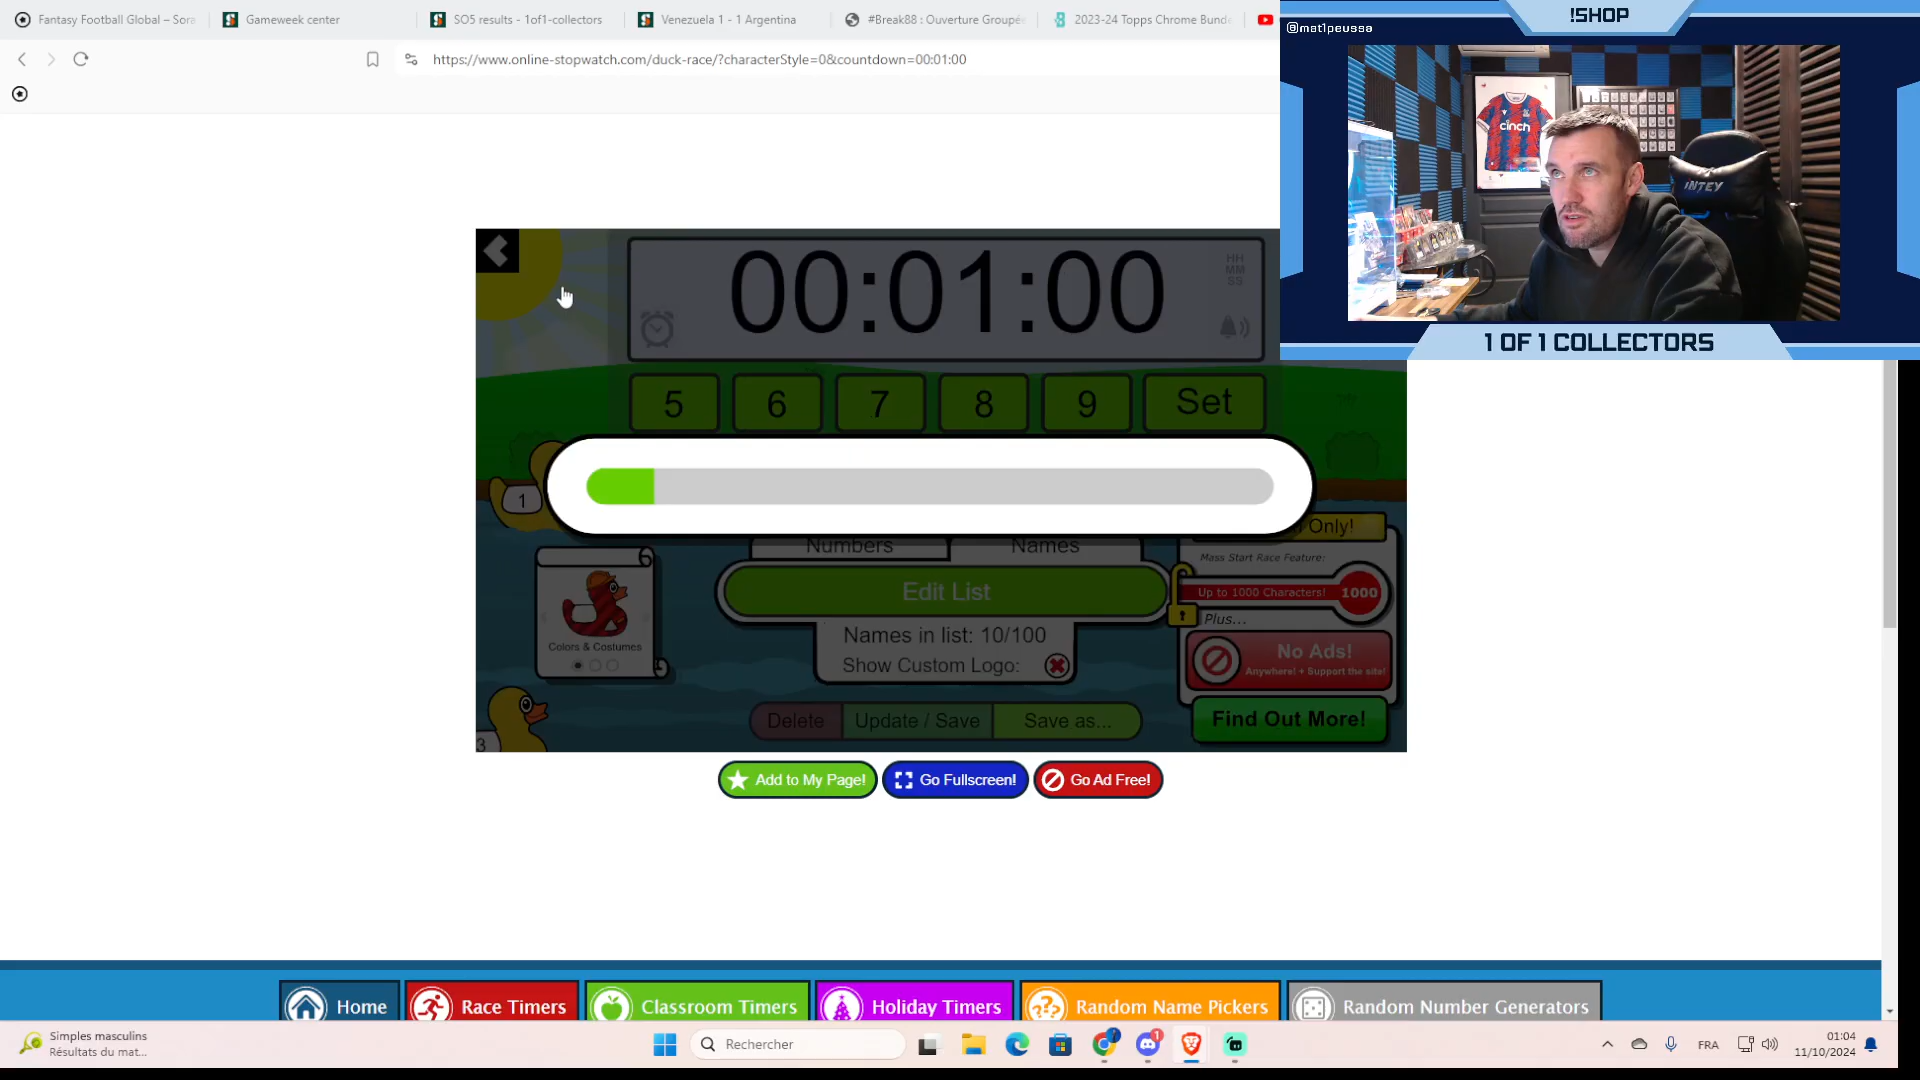 Fantasy Football Global – Sora
Gameweek center
SO5 results - 1of1-collectors
Venezuela 1 - 1 Argentina
#Break88 : Ouverture Groupée
2023-24 Topps Chrome Bund
https://www.online-stopwatch.com/duck-race/?characterStyle=0&countdown=00:01:00
!SHOP
@mat1peussa
cinch
INTEY
1 OF 1 COLLECTORS
00:01:00
HH
MM
SS
5 6 7 8 9 Set
1
Only!
Numbers Names
Mass Start Race Feature:
Edit List
Up to 1000 Characters! 1000
Plus...
Names in list: 10/100
Colors & Costumes
Show Custom Logo:
No Ads!
Anywhere! + Support the site!
Delete Update / Save Save as...
Find Out More!
3
Add to My Page! Go Fullscreen! Go Ad Free!
Home Race Timers Classroom Timers Holiday Timers Random Name Pickers Random Number Generators
Simples masculins
Résultats du mat...
Rechercher
1
FRA
01:04
11/10/2024